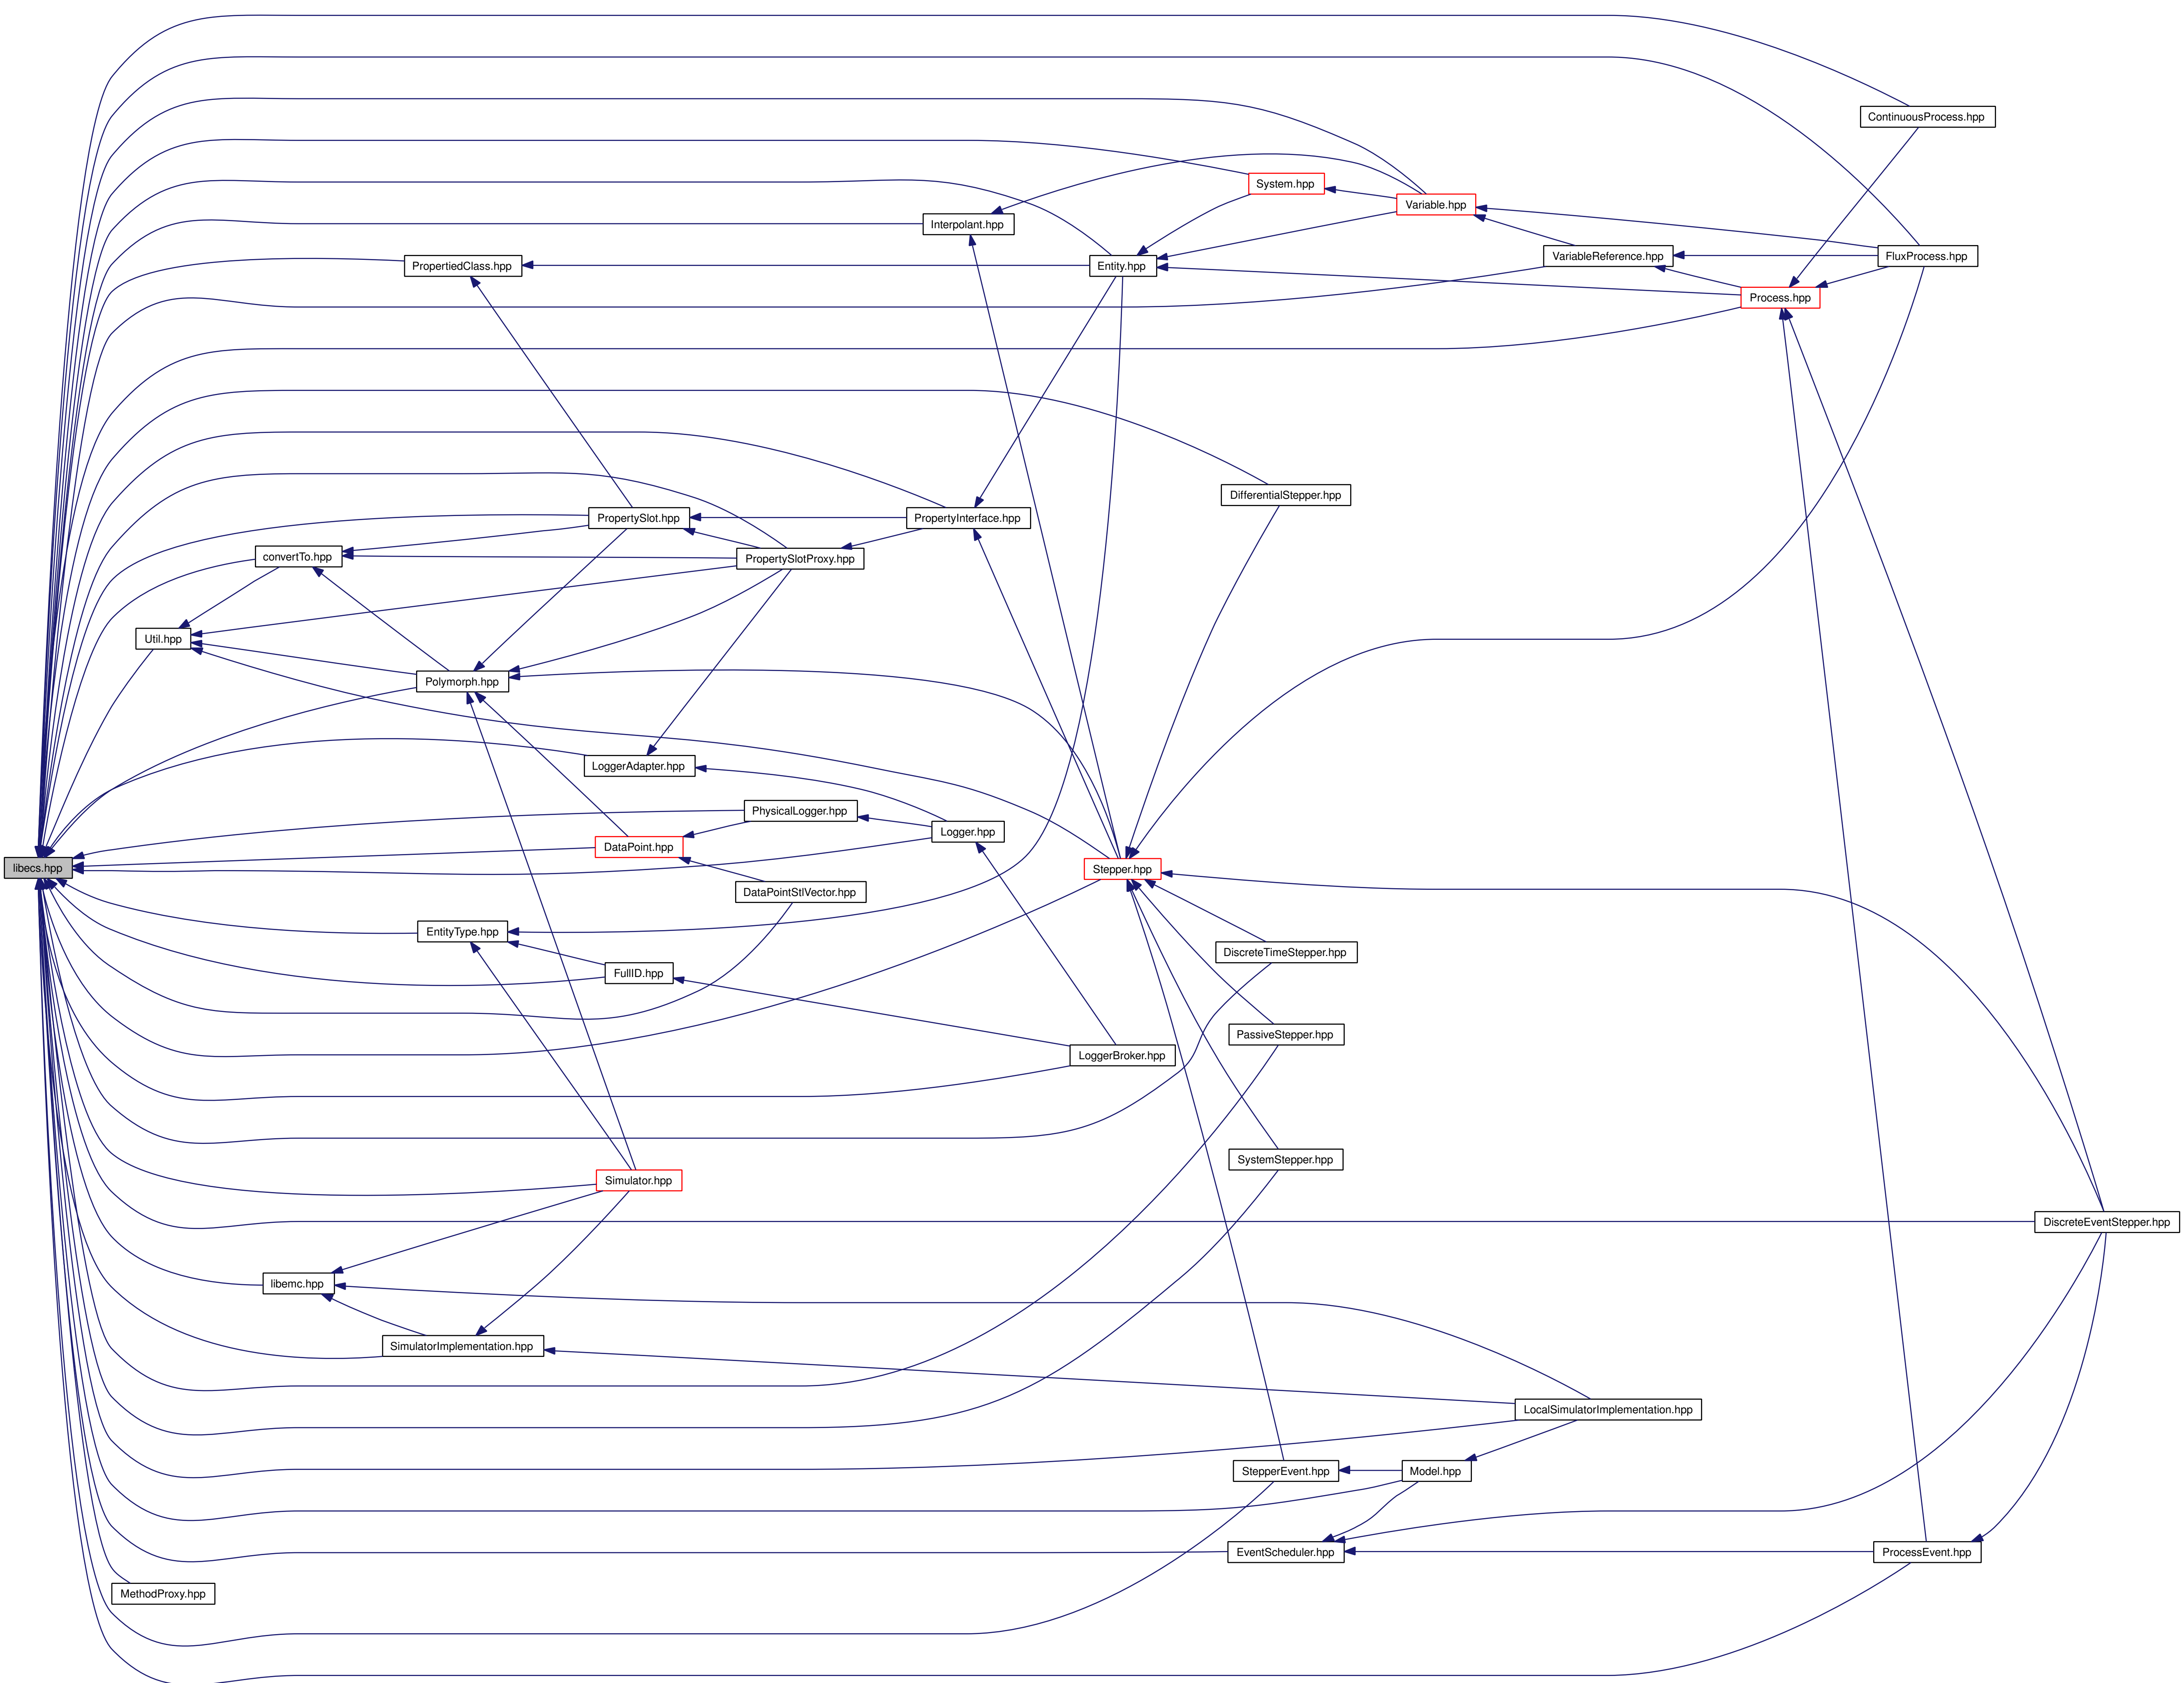 ContinuousProcess.hpp
System.hpp
Variable.hpp
Interpolant.hpp
VariableReference.hpp
FluxProcess.hpp
PropertiedClass.hpp
Entity.hpp
Process.hpp
DifferentialStepper.hpp
PropertySlot.hpp
PropertyInterface.hpp
convertTo.hpp
PropertySlotProxy.hpp
Util.hpp
Polymorph.hpp
LoggerAdapter.hpp
PhysicalLogger.hpp
Logger.hpp
DataPoint.hpp
libecs.hpp
Stepper.hpp
DataPointStlVector.hpp
EntityType.hpp
DiscreteTimeStepper.hpp
FullID.hpp
PassiveStepper.hpp
LoggerBroker.hpp
SystemStepper.hpp
Simulator.hpp
DiscreteEventStepper.hpp
libemc.hpp
SimulatorImplementation.hpp
LocalSimulatorImplementation.hpp
StepperEvent.hpp
Model.hpp
EventScheduler.hpp
ProcessEvent.hpp
MethodProxy.hpp